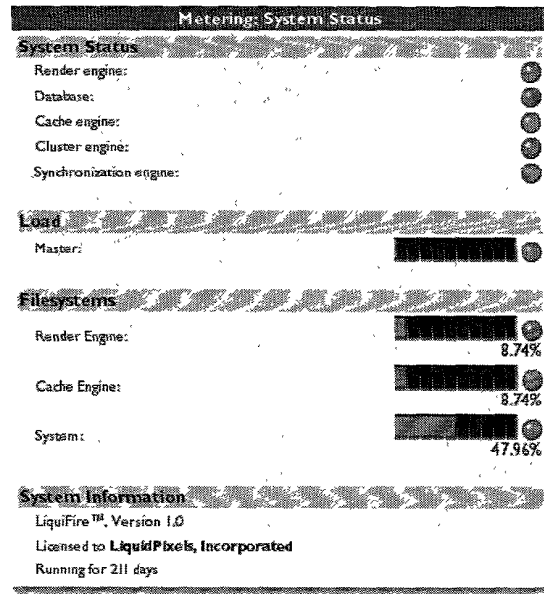 Metering: System Status
System Status
Render engine:
Database:
Cache engine:
Cluster engine:
Synchronization engine:
Load
Master:
Filesystems
Render Engine:
8.74%
Cache Engine:
8.74%
System:
47.96%
System Information
LiquiFire™, Version 1.0
Licensed to LiquidPixels, Incorporated
Running for 211 days